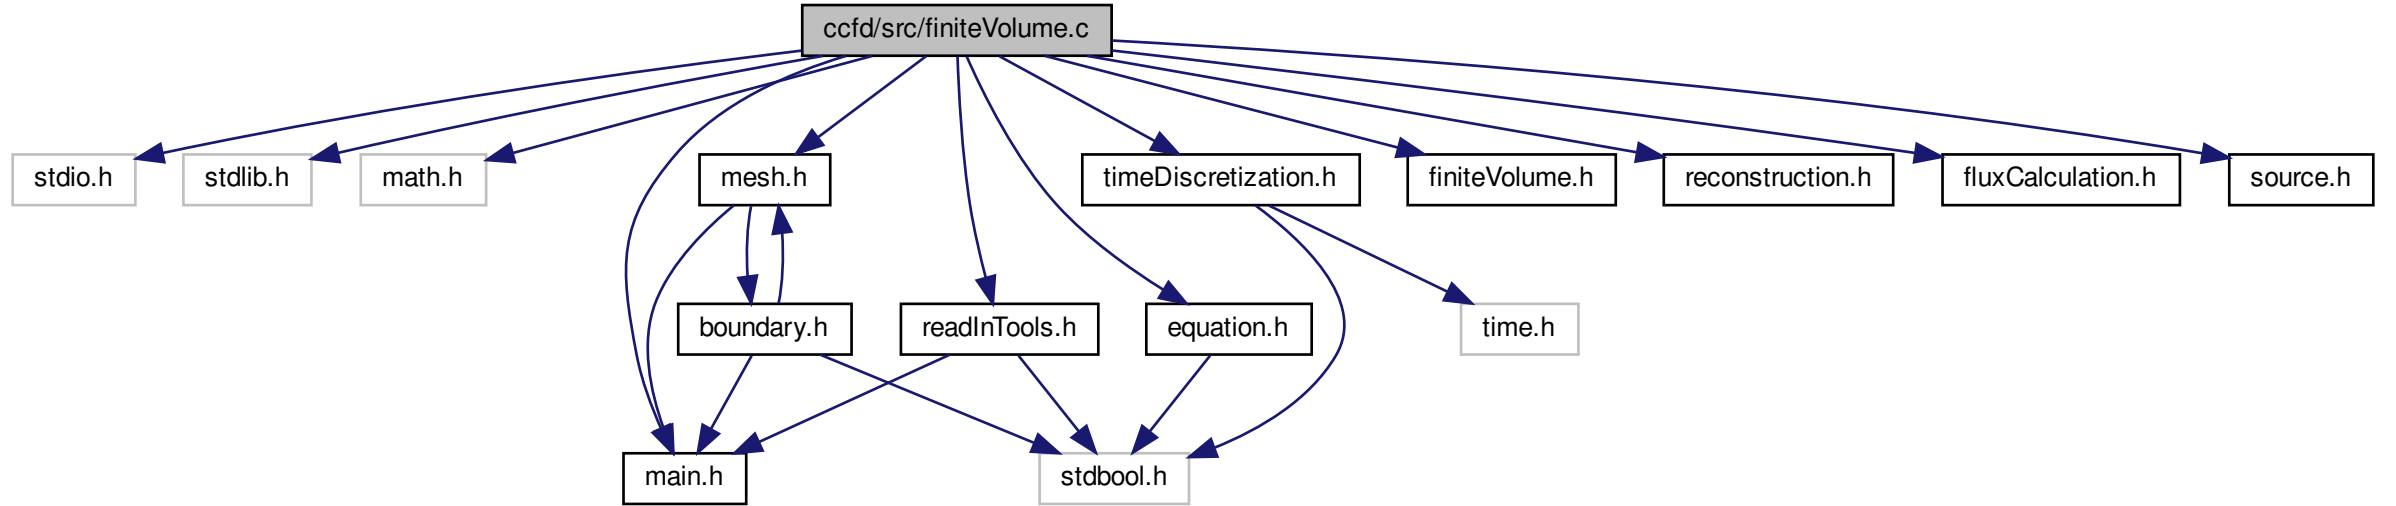 ccfd/src/finiteVolume.c
stdio.h
stdlib.h
math.h
mesh.h
timeDiscretization.h
finiteVolume.h
reconstruction.h
fluxCalculation.h
source.h
boundary.h
readInTools.h
equation.h
time.h
main.h
stdbool.h